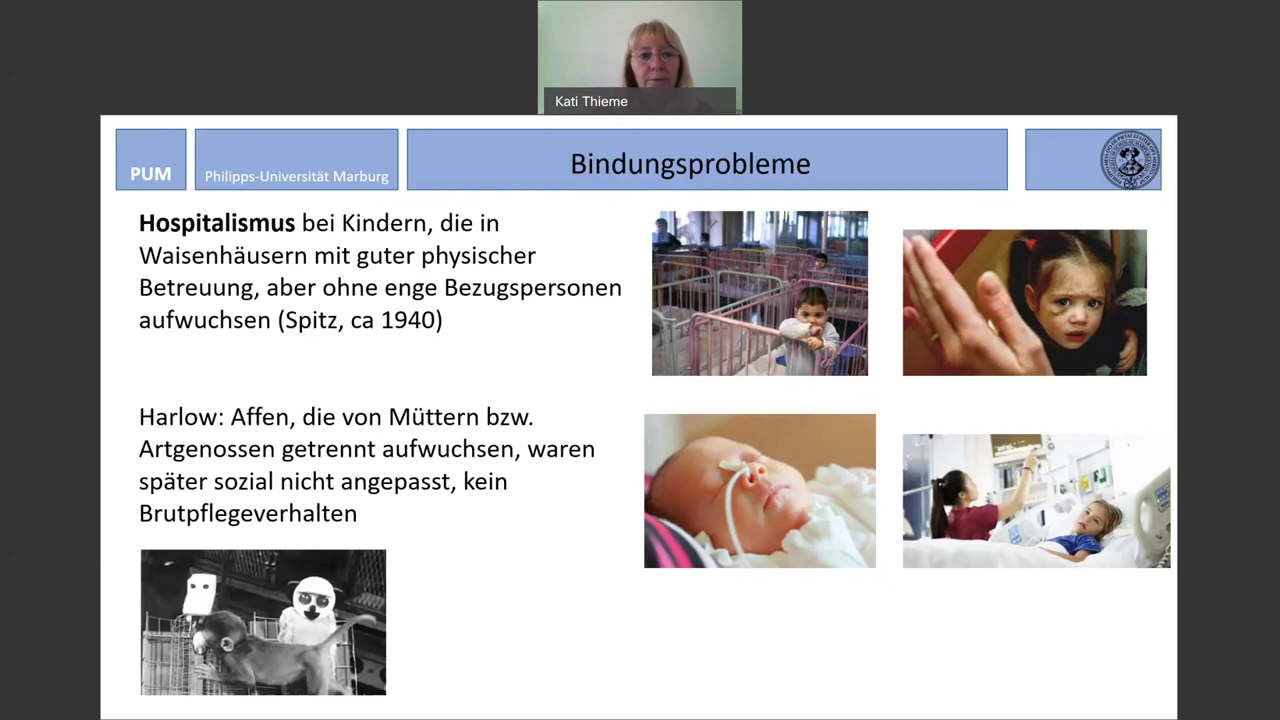 Kati Thieme
PUM
Philipps-Universität Marburg
Bindungsprobleme
Hospitalismus bei Kindern, die in
Waisenhäusern mit guter physischer
Betreuung, aber ohne enge Bezugspersonen
aufwuchsen (Spitz, ca 1940)
Harlow: Affen, die von Müttern bzw.
Artgenossen getrennt aufwuchsen, waren
später sozial nicht angepasst, kein
Brutpflegeverhalten